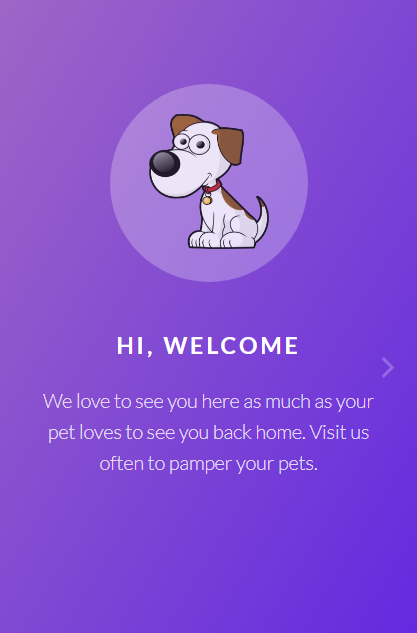 HI, WELCOME
We love to see you here as much as your
pet loves to see you back home. Visit us
often to pamper your pets.